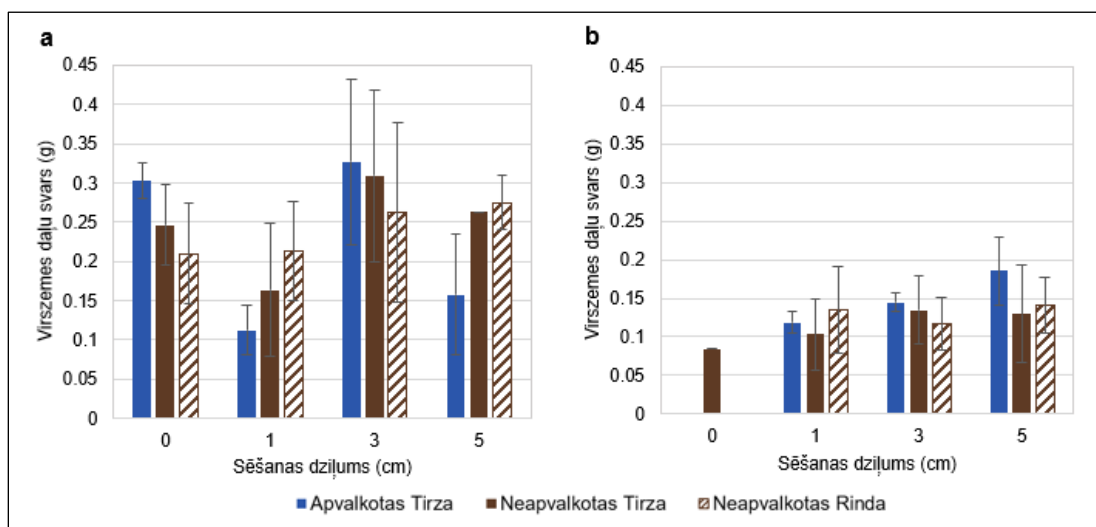 a
0.45
0.4
0.35
0.3
0.25
0.2
0.15
0.1
0.05
0
Virszemes daļu svars (g)
0 1 3 5
Sēšanas dziļums (cm)
b
0.45
0.4
0.35
0.3
0.25
0.2
0.15
0.1
0.05
0
Virszemes daļu svars (g)
0 1 3 5
Sēšanas dziļums (cm)
Apvalkotas Tirza Neapvalkotas Tirza Neapvalkotas Rinda